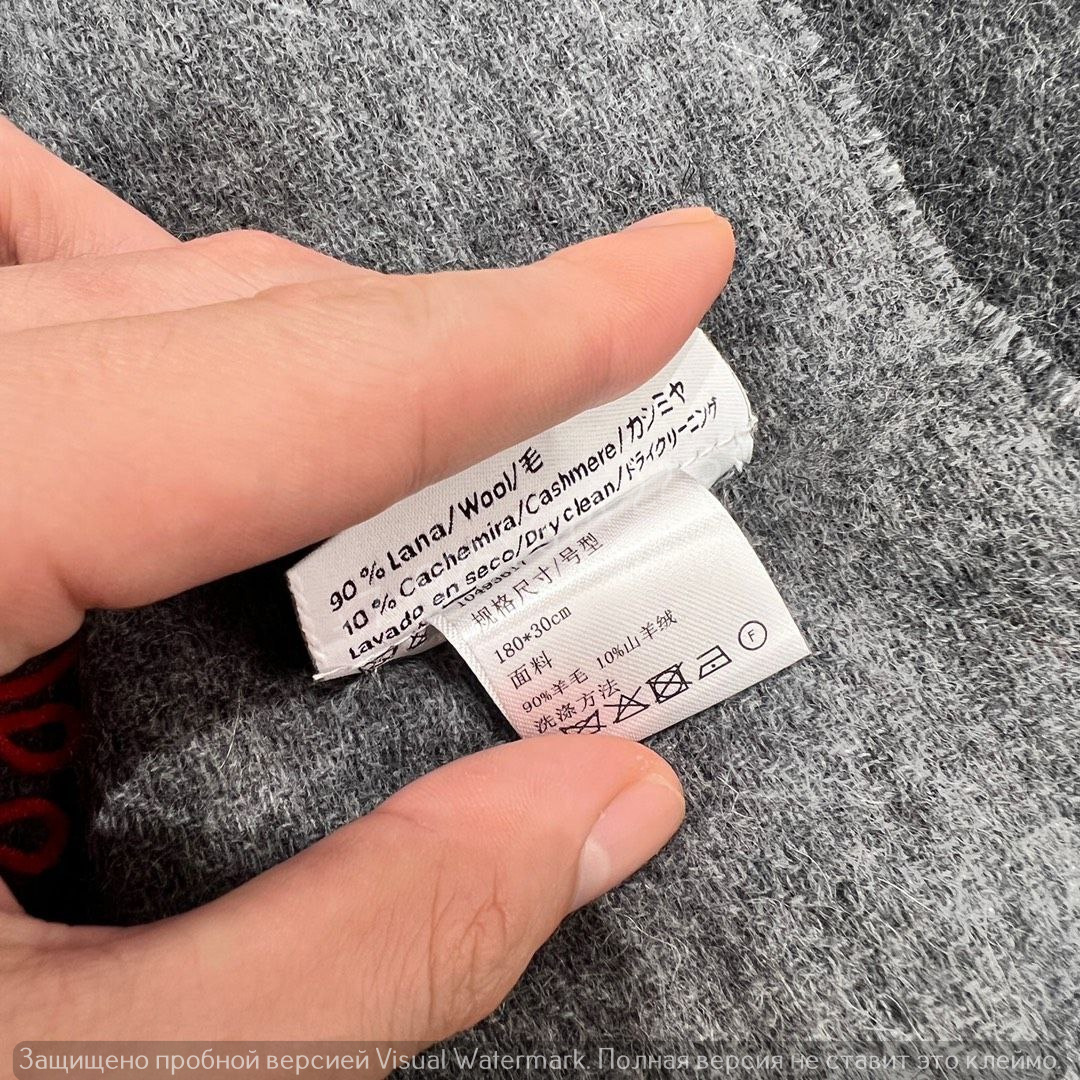 90 % Lana/Wool/毛
10 % Cachemira/Cashmere/カシミヤ
Lavado en seco/Dry clean/ドライクリーニング
规格尺寸/号型
180*30cm
面料
90%羊毛 10%山羊绒
洗涤方法
F
Защищено пробной версией Visual Watermark. Полная версия не ставит это клеймо.